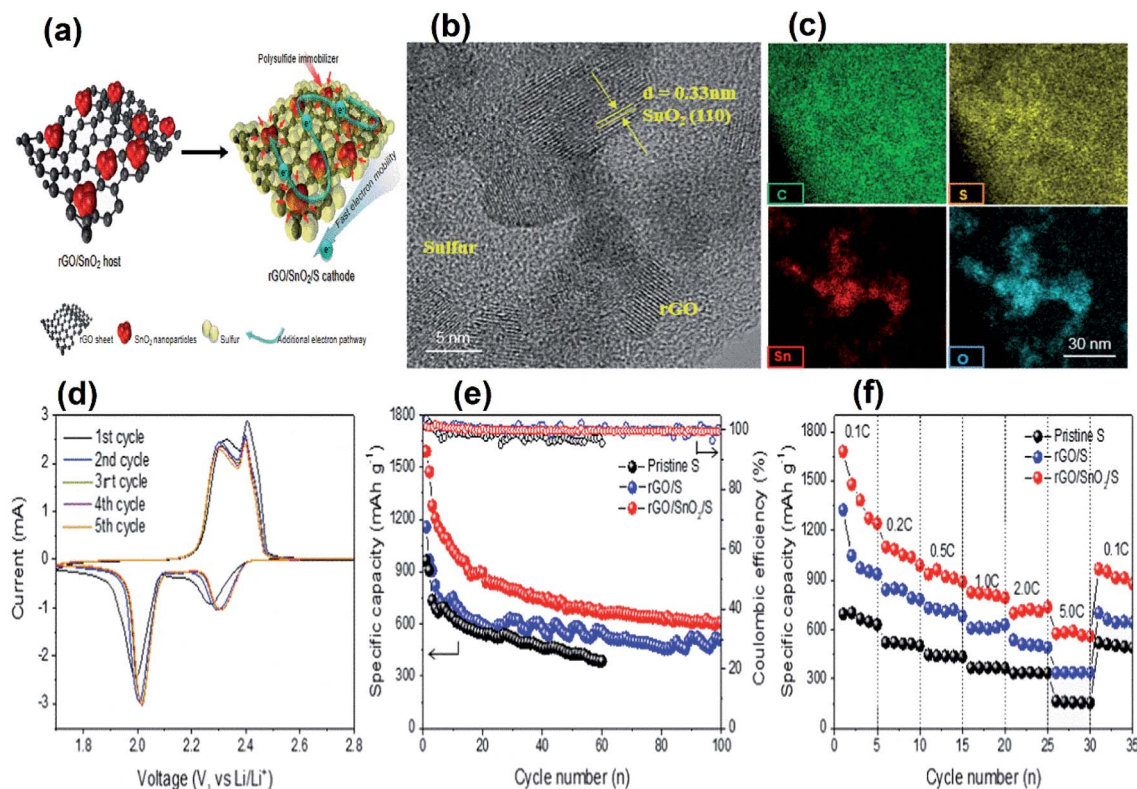 (a)
Polysulfide immobilizer
e⁻
e⁻
e⁻
Fast electron mobility
e⁻
rGO/SnO₂ host
rGO/SnO₂/S cathode
rGO sheet
SnO₂ nanoparticles
Sulfur
Additional electron pathway
(b)
d = 0.33nm
SnO₂ (110)
Sulfur
rGO
5 nm
(c)
C
S
Sn
O
30 nm
(d)
Current (mA)
3
2
1
0
-1
-2
-3
1st cycle
2nd cycle
3rt cycle
4th cycle
5th cycle
1.8
2.0
2.2
2.4
2.6
2.8
Voltage (V, vs Li/Li⁺)
(e)
Specific capacity (mAh g⁻¹)
1800
1500
1200
900
600
300
0
Pristine S
rGO/S
rGO/SnO₂/S
100
80
60
40
20
0
Coulombic efficiency (%)
0
20
40
60
80
100
Cycle number (n)
(f)
Specific capacity (mAh g⁻¹)
1800
1500
1200
900
600
300
0
0.1C
0.2C
0.5C
1.0C
2.0C
5.0C
0.1C
Pristine S
rGO/S
rGO/SnO₂/S
0
5
10
15
20
25
30
35
Cycle number (n)